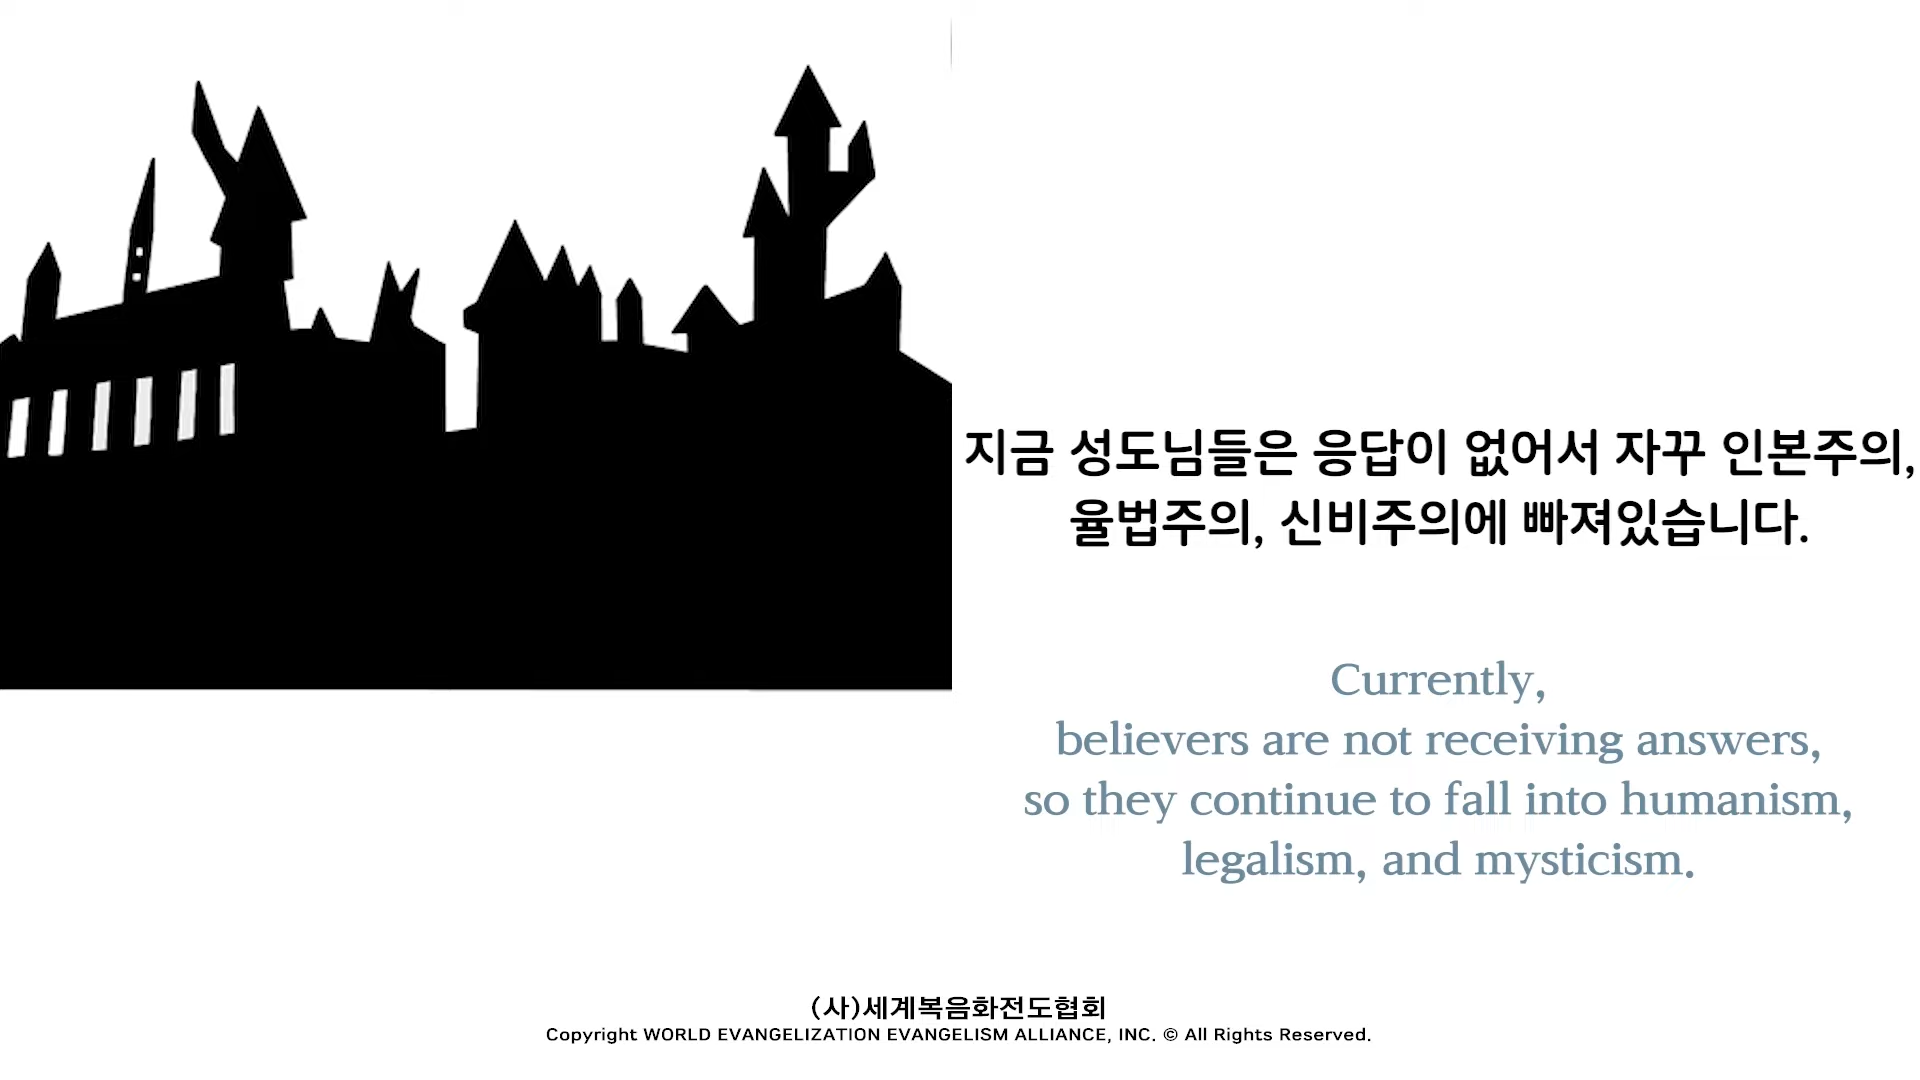 지금 성도님들은 응답이 없어서 자꾸 인본주의,
율법주의, 신비주의에 빠져있습니다.
Currently,
believers are not receiving answers,
so they continue to fall into humanism,
legalism, and mysticism.
(사)세계복음화전도협회
Copyright WORLD EVANGELIZATION EVANGELISM ALLIANCE, INC. © All Rights Reserved.